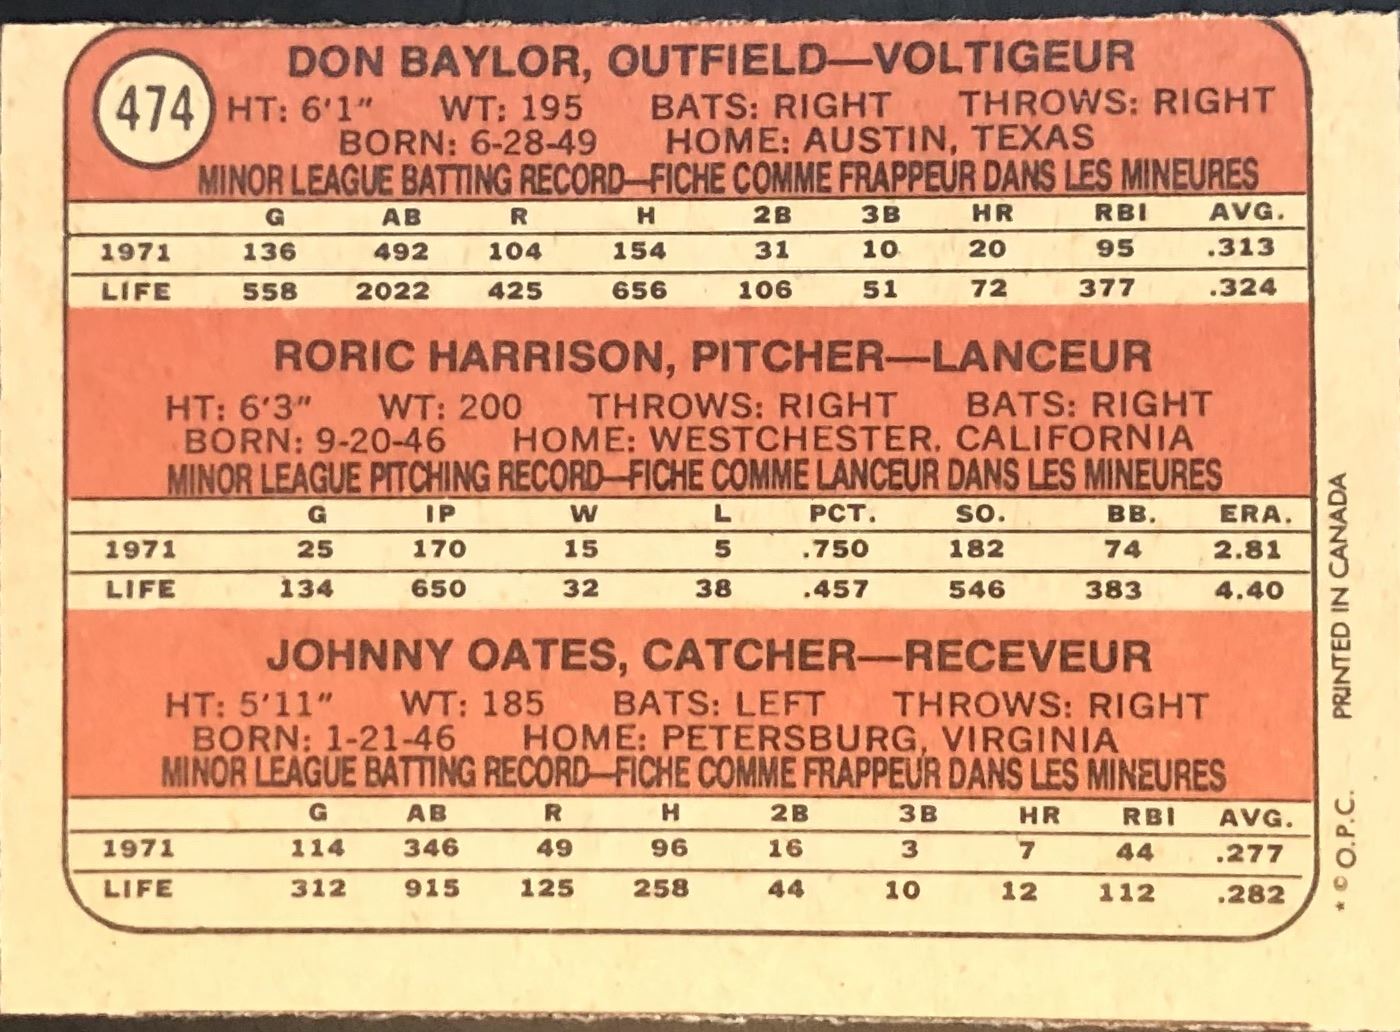 474
DON BAYLOR, OUTFIELD—VOLTIGEUR
HT: 6'1" WT: 195 BATS: RIGHT THROWS: RIGHT
BORN: 6-28-49 HOME: AUSTIN, TEXAS
MINOR LEAGUE BATTING RECORD—FICHE COMME FRAPPEUR DANS LES MINEURES
G AB R H 2B 3B HR RBI AVG.
1971 136 492 104 154 31 10 20 95 .313
LIFE 558 2022 425 656 106 51 72 377 .324
RORIC HARRISON, PITCHER—LANCEUR
HT: 6'3" WT: 200 THROWS: RIGHT BATS: RIGHT
BORN: 9-20-46 HOME: WESTCHESTER. CALIFORNIA
MINOR LEAGUE PITCHING RECORD—FICHE COMME LANCEUR DANS LES MINEURES
G IP W L PCT. SO. BB. ERA.
1971 25 170 15 5 .750 182 74 2.81
LIFE 134 650 32 38 .457 546 383 4.40
JOHNNY OATES, CATCHER—RECEVEUR
HT: 5'11" WT: 185 BATS: LEFT THROWS: RIGHT
BORN: 1-21-46 HOME: PETERSBURG, VIRGINIA
MINOR LEAGUE BATTING RECORD—FICHE COMME FRAPPEUR DANS LES MINEURES
G AB R H 2B 3B HR RBI AVG.
1971 114 346 49 96 16 3 7 44 .277
LIFE 312 915 125 258 44 10 12 112 .282
* © O.P.C. PRINTED IN CANADA